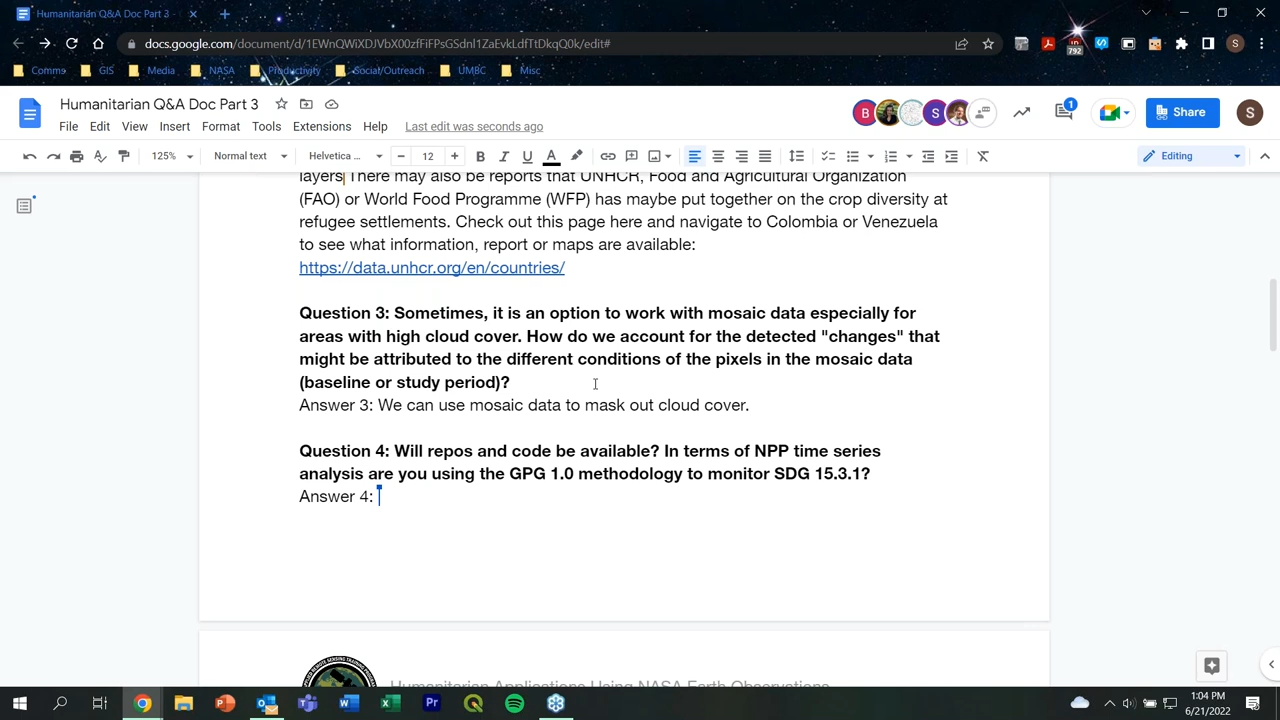 Humanitarian Q&A Doc Part 3
docs.google.com/document/d/1EWnQWiXDJVbX00zfFiFPsGSdnl1ZaEvkLdfTtDkqQ0k/edit#
792
S
Comms GIS Media NASA Productivity Social/Outreach UMBC Misc
Humanitarian Q&A Doc Part 3
B S 1 Share S
File Edit View Insert Format Tools Extensions Help Last edit was seconds ago
125% Normal text Helvetica ... 12 B I U A Editing
layers There may also be reports that UNHCR, Food and Agricultural Organization
(FAO) or World Food Programme (WFP) has maybe put together on the crop diversity at
refugee settlements. Check out this page here and navigate to Colombia or Venezuela
to see what information, report or maps are available:
https://data.unhcr.org/en/countries/
Question 3: Sometimes, it is an option to work with mosaic data especially for
areas with high cloud cover. How do we account for the detected "changes" that
might be attributed to the different conditions of the pixels in the mosaic data
(baseline or study period)?
Answer 3: We can use mosaic data to mask out cloud cover.
Question 4: Will repos and code be available? In terms of NPP time series
analysis are you using the GPG 1.0 methodology to monitor SDG 15.3.1?
Answer 4:
Humanitarian Applications Using NASA Earth Observations
1:04 PM
6/21/2022